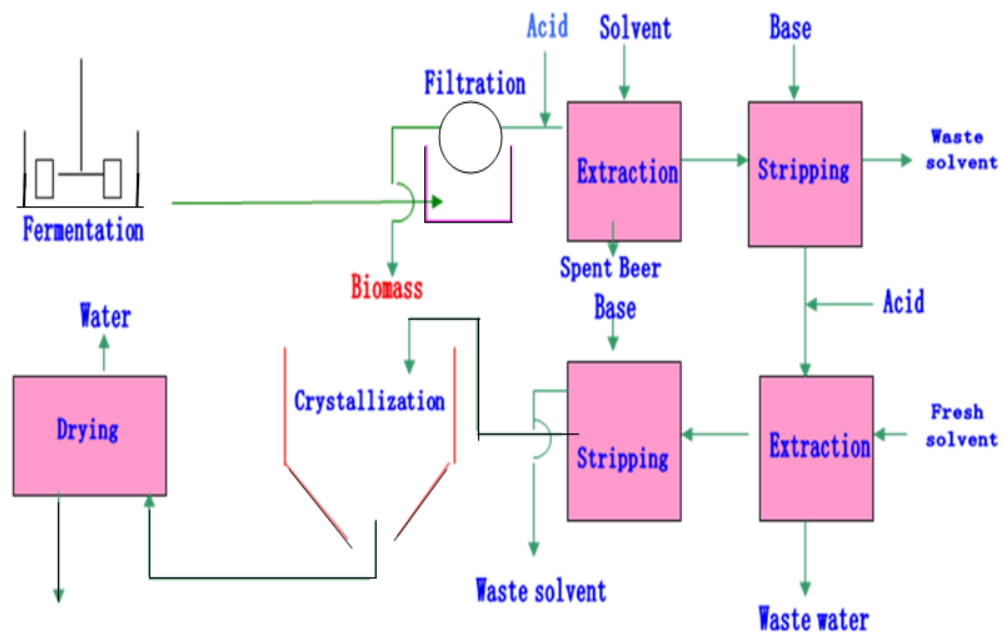 Acid
Solvent
Base
Filtration
Waste
solvent
Extraction
Stripping
Fermentation
Spent Beer
Biomass
Base
Water
Acid
Crystallization
Fresh
solvent
Drying
Extraction
Stripping
Waste solvent
Waste water